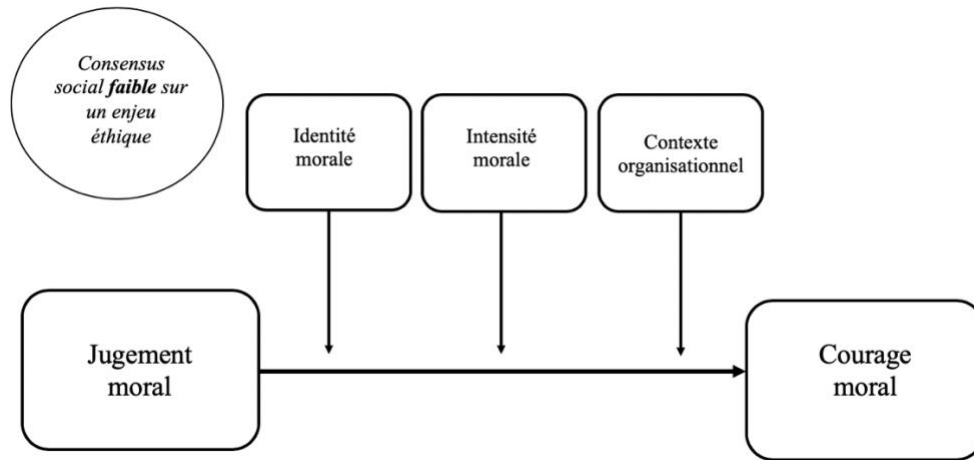 Consensus
social faible sur
un enjeu
éthique
Identité
morale
Intensité
morale
Contexte
organisationnel
Jugement
moral
Courage
moral